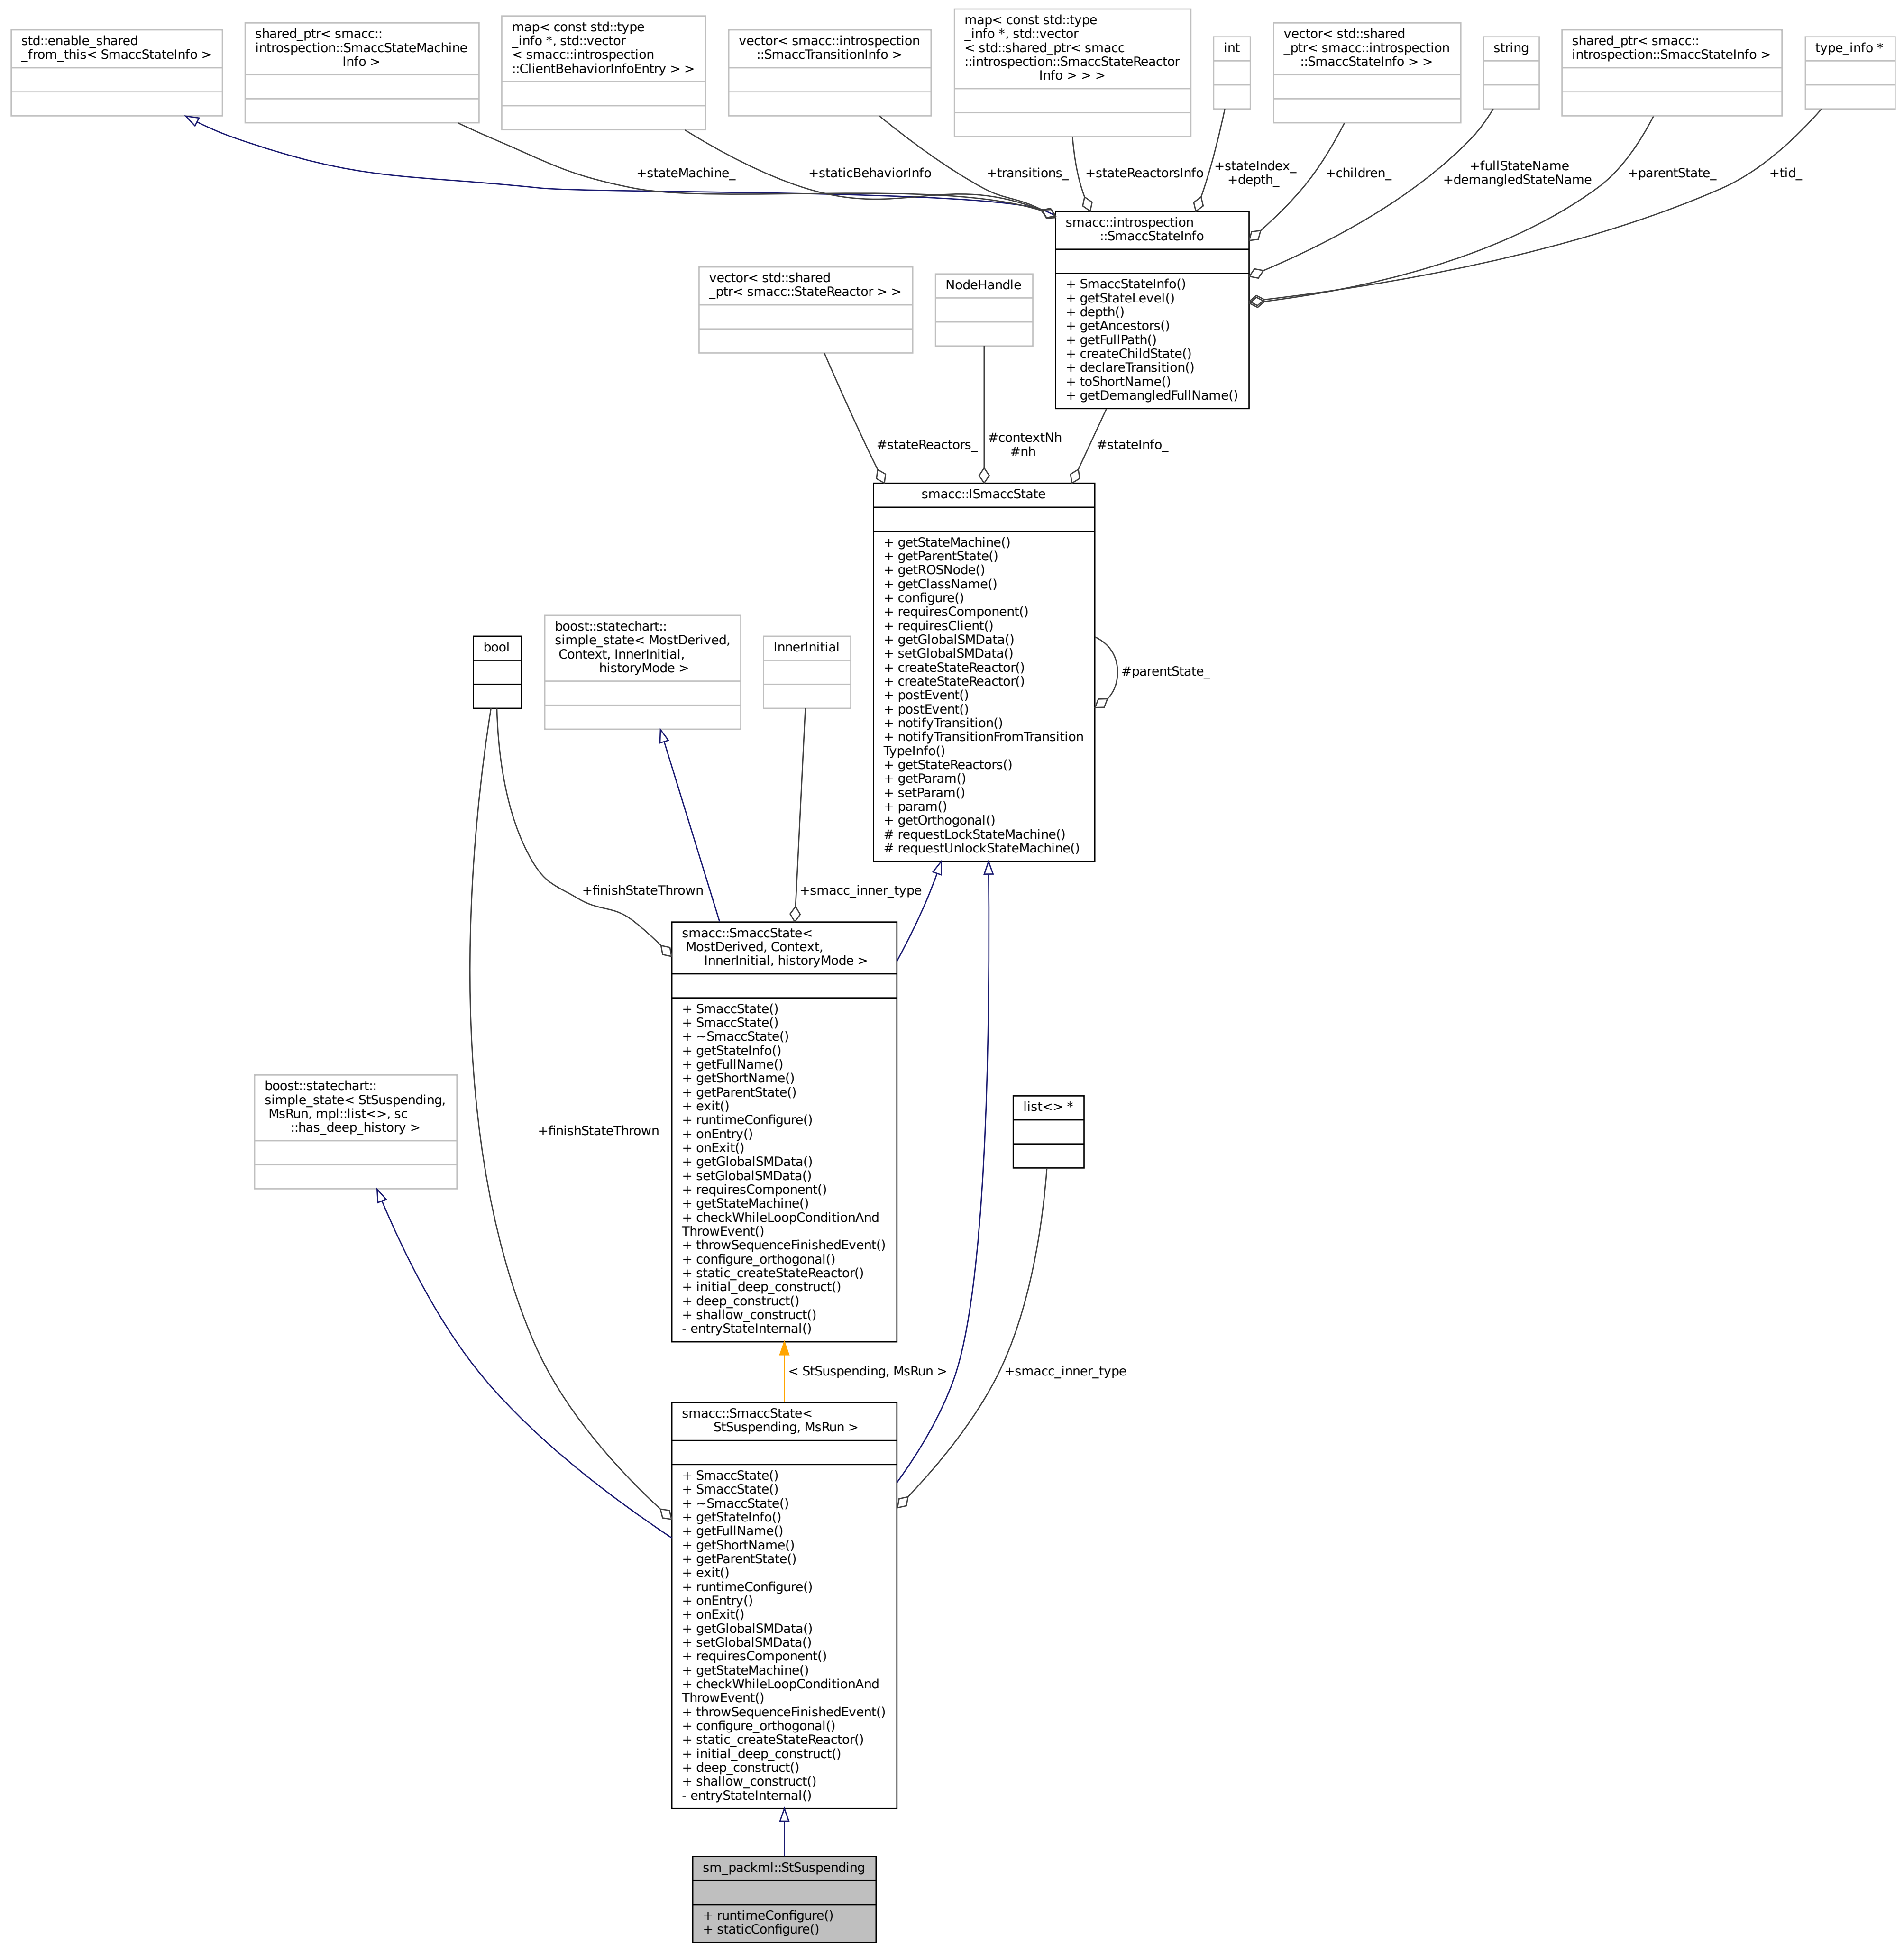 std::enable_shared
_from_this< SmaccStateInfo >
shared_ptr< smacc::
introspection::SmaccStateMachine
Info >
map< const std::type
_info *, std::vector
< smacc::introspection
::ClientBehaviorInfoEntry > >
vector< smacc::introspection
::SmaccTransitionInfo >
map< const std::type
_info *, std::vector
< std::shared_ptr< smacc
::introspection::SmaccStateReactor
Info > > >
int
vector< std::shared
_ptr< smacc::introspection
::SmaccStateInfo > >
string
shared_ptr< smacc::
introspection::SmaccStateInfo >
type_info *
+stateMachine_
+staticBehaviorInfo
+transitions_
+stateReactorsInfo
+stateIndex_
+depth_
+children_
+fullStateName
+demangledStateName
+parentState_
+tid_
smacc::introspection
::SmaccStateInfo
+ SmaccStateInfo()
+ getStateLevel()
+ depth()
+ getAncestors()
+ getFullPath()
+ createChildState()
+ declareTransition()
+ toShortName()
+ getDemangledFullName()
vector< std::shared
_ptr< smacc::StateReactor > >
NodeHandle
#stateReactors_
#contextNh
#nh
#stateInfo_
smacc::ISmaccState
+ getStateMachine()
+ getParentState()
+ getROSNode()
+ getClassName()
+ configure()
+ requiresComponent()
+ requiresClient()
+ getGlobalSMData()
+ setGlobalSMData()
+ createStateReactor()
+ createStateReactor()
+ postEvent()
+ postEvent()
+ notifyTransition()
+ notifyTransitionFromTransition
TypeInfo()
+ getStateReactors()
+ getParam()
+ setParam()
+ param()
+ getOrthogonal()
# requestLockStateMachine()
# requestUnlockStateMachine()
#parentState_
bool
boost::statechart::
simple_state< MostDerived,
Context, InnerInitial,
historyMode >
InnerInitial
+finishStateThrown
+smacc_inner_type
smacc::SmaccState<
MostDerived, Context,
InnerInitial, historyMode >
+ SmaccState()
+ SmaccState()
+ ~SmaccState()
+ getStateInfo()
+ getFullName()
+ getShortName()
+ getParentState()
+ exit()
+ runtimeConfigure()
+ onEntry()
+ onExit()
+ getGlobalSMData()
+ setGlobalSMData()
+ requiresComponent()
+ getStateMachine()
+ checkWhileLoopConditionAnd
ThrowEvent()
+ throwSequenceFinishedEvent()
+ configure_orthogonal()
+ static_createStateReactor()
+ initial_deep_construct()
+ deep_construct()
+ shallow_construct()
- entryStateInternal()
boost::statechart::
simple_state< StSuspending,
MsRun, mpl::list<>, sc
::has_deep_history >
+finishStateThrown
list<> *
< StSuspending, MsRun >
+smacc_inner_type
smacc::SmaccState<
StSuspending, MsRun >
+ SmaccState()
+ SmaccState()
+ ~SmaccState()
+ getStateInfo()
+ getFullName()
+ getShortName()
+ getParentState()
+ exit()
+ runtimeConfigure()
+ onEntry()
+ onExit()
+ getGlobalSMData()
+ setGlobalSMData()
+ requiresComponent()
+ getStateMachine()
+ checkWhileLoopConditionAnd
ThrowEvent()
+ throwSequenceFinishedEvent()
+ configure_orthogonal()
+ static_createStateReactor()
+ initial_deep_construct()
+ deep_construct()
+ shallow_construct()
- entryStateInternal()
sm_packml::StSuspending
+ runtimeConfigure()
+ staticConfigure()